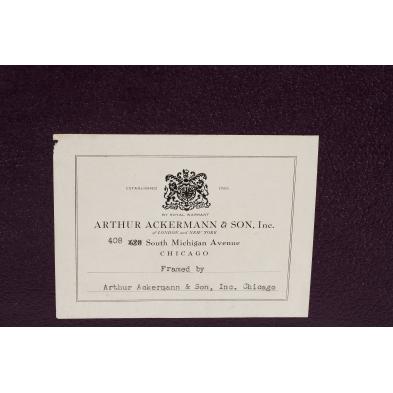 ESTABLISHED 1783
BY ROYAL WARRANT
ARTHUR ACKERMANN & SON, Inc.
of LONDON and NEW YORK
408 South Michigan Avenue
CHICAGO
Framed by
Arthur Ackermann & Son, Inc. Chicago